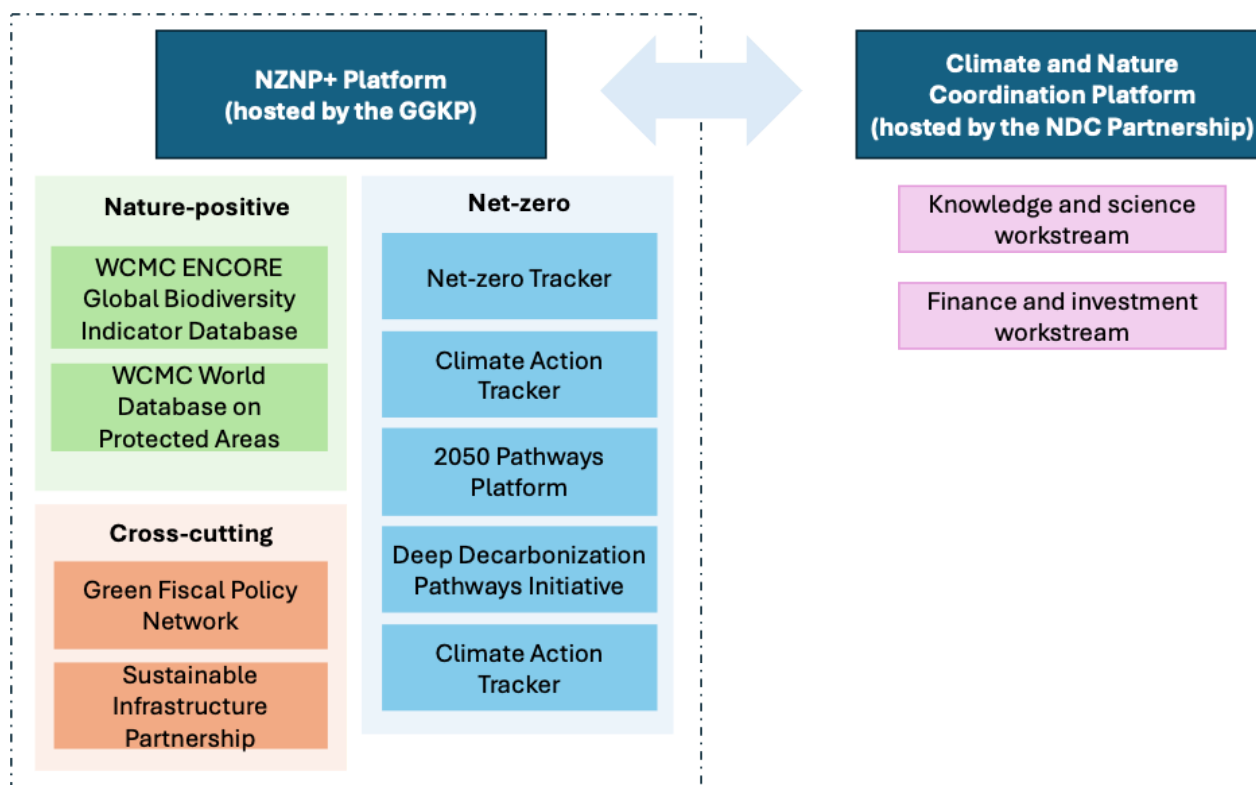 NZNP+ Platform
(hosted by the GGKP)
Climate and Nature
Coordination Platform
(hosted by the NDC Partnership)
Nature-positive
WCMC ENCORE
Global Biodiversity
Indicator Database
WCMC World
Database on
Protected Areas
Cross-cutting
Green Fiscal Policy
Network
Sustainable
Infrastructure
Partnership
Net-zero
Net-zero Tracker
Climate Action
Tracker
2050 Pathways
Platform
Deep Decarbonization
Pathways Initiative
Climate Action
Tracker
Knowledge and science
workstream
Finance and investment
workstream